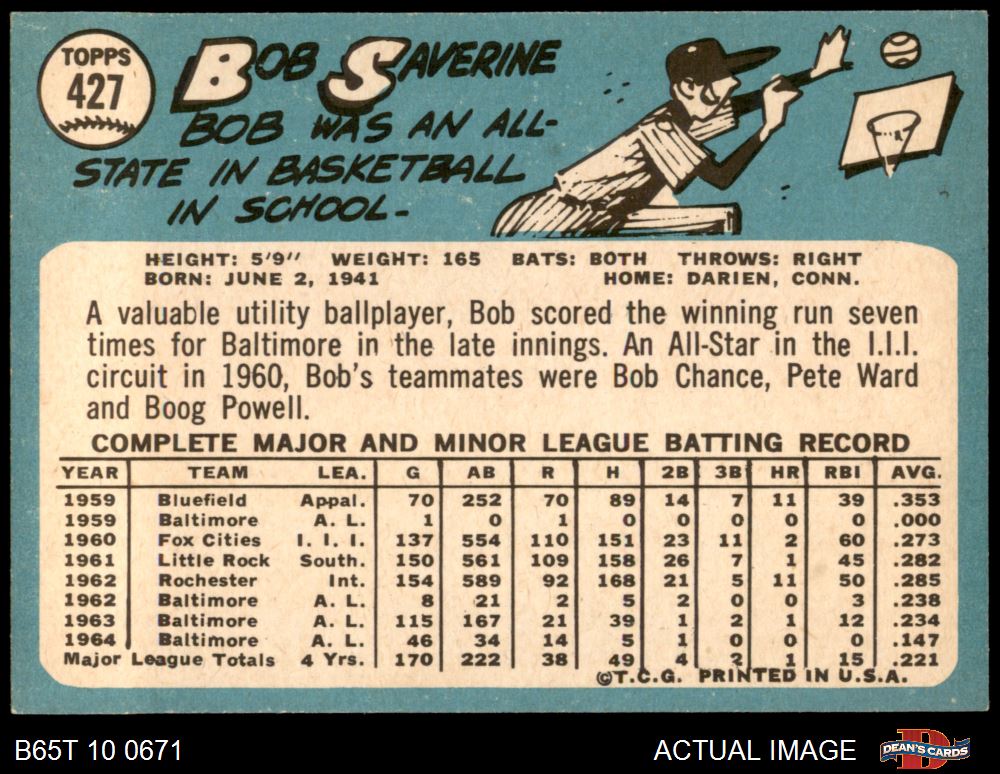 TOPPS
427
BOB SAVERINE
BOB WAS AN ALL-
STATE IN BASKETBALL
IN SCHOOL-
HEIGHT: 5'9" WEIGHT: 165 BATS: BOTH THROWS: RIGHT
BORN: JUNE 2, 1941 HOME: DARIEN, CONN.
A valuable utility ballplayer, Bob scored the winning run seven
times for Baltimore in the late innings. An All-Star in the I.I.I.
circuit in 1960, Bob's teammates were Bob Chance, Pete Ward
and Boog Powell.
COMPLETE MAJOR AND MINOR LEAGUE BATTING RECORD
YEAR TEAM LEA. G AB R H 2B 3B HR RBI AVG.
1959 Bluefield Appal. 70 252 70 89 14 7 11 39 .353
1959 Baltimore A. L. 1 0 1 0 0 0 0 0 .000
1960 Fox Cities I. I. I. 137 554 110 151 23 11 2 60 .273
1961 Little Rock South. 150 561 109 158 26 7 1 45 .282
1962 Rochester Int. 154 589 92 168 21 5 11 50 .285
1962 Baltimore A. L. 8 21 2 5 2 0 0 3 .238
1963 Baltimore A. L. 115 167 21 39 1 2 1 12 .234
1964 Baltimore A. L. 46 34 14 5 1 0 0 0 .147
Major League Totals 4 Yrs. 170 222 38 49 4 2 1 15 .221
©T.C.G. PRINTED IN U.S.A.
B65T 10 0671 ACTUAL IMAGE DEAN'S CARDS